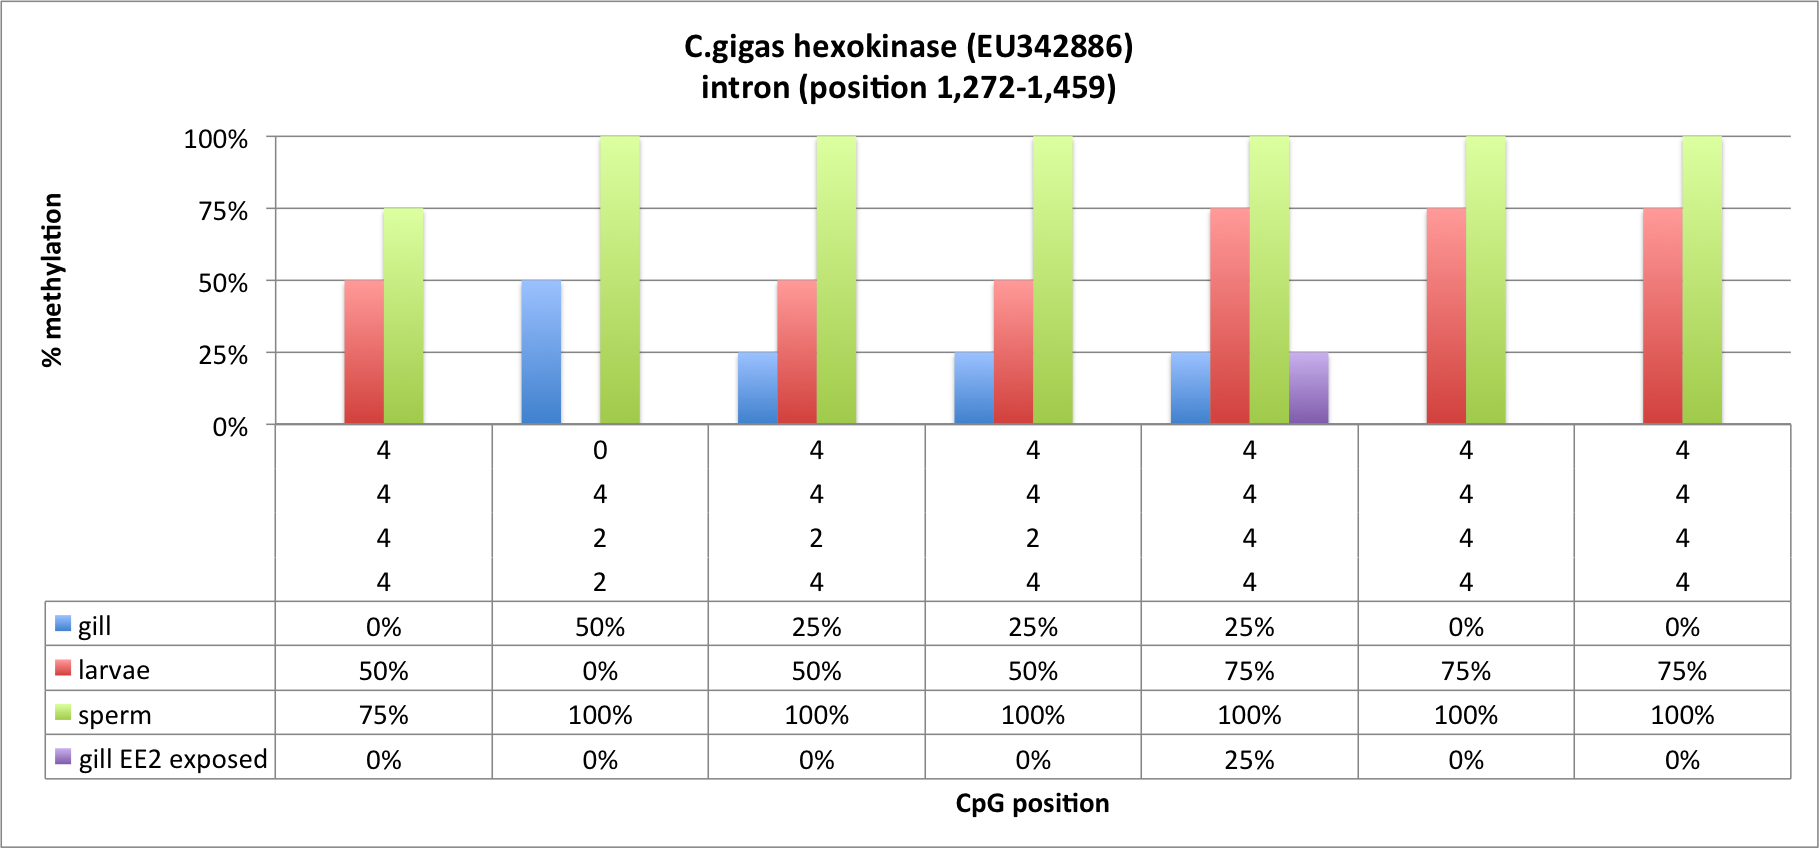 C.gigas hexokinase (EU342886)
intron (position 1,272-1,459)
% methylation
100%
75%
50%
25%
0%
4 0 4 4 4 4 4
4 4 4 4 4 4 4
4 2 2 2 4 4 4
4 2 4 4 4 4 4
gill 0% 50% 25% 25% 25% 0% 0%
larvae 50% 0% 50% 50% 75% 75% 75%
sperm 75% 100% 100% 100% 100% 100% 100%
gill EE2 exposed 0% 0% 0% 0% 25% 0% 0%
CpG position